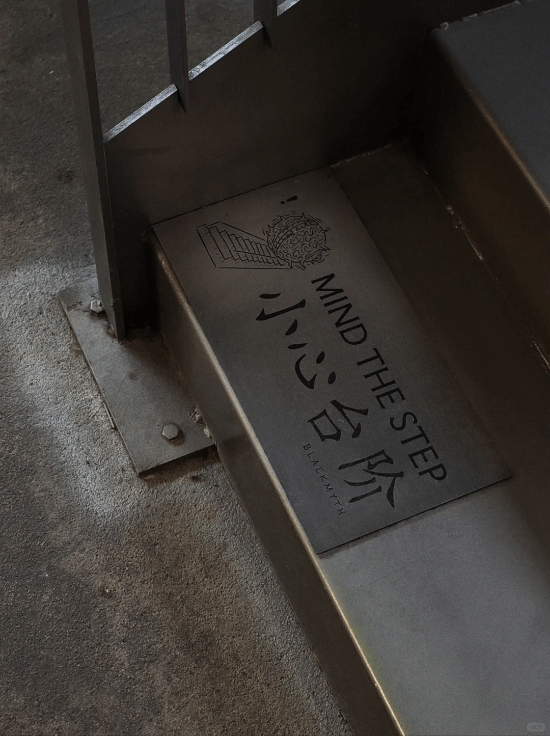 MIND THE STEP
小心台阶
BLACKMYTH